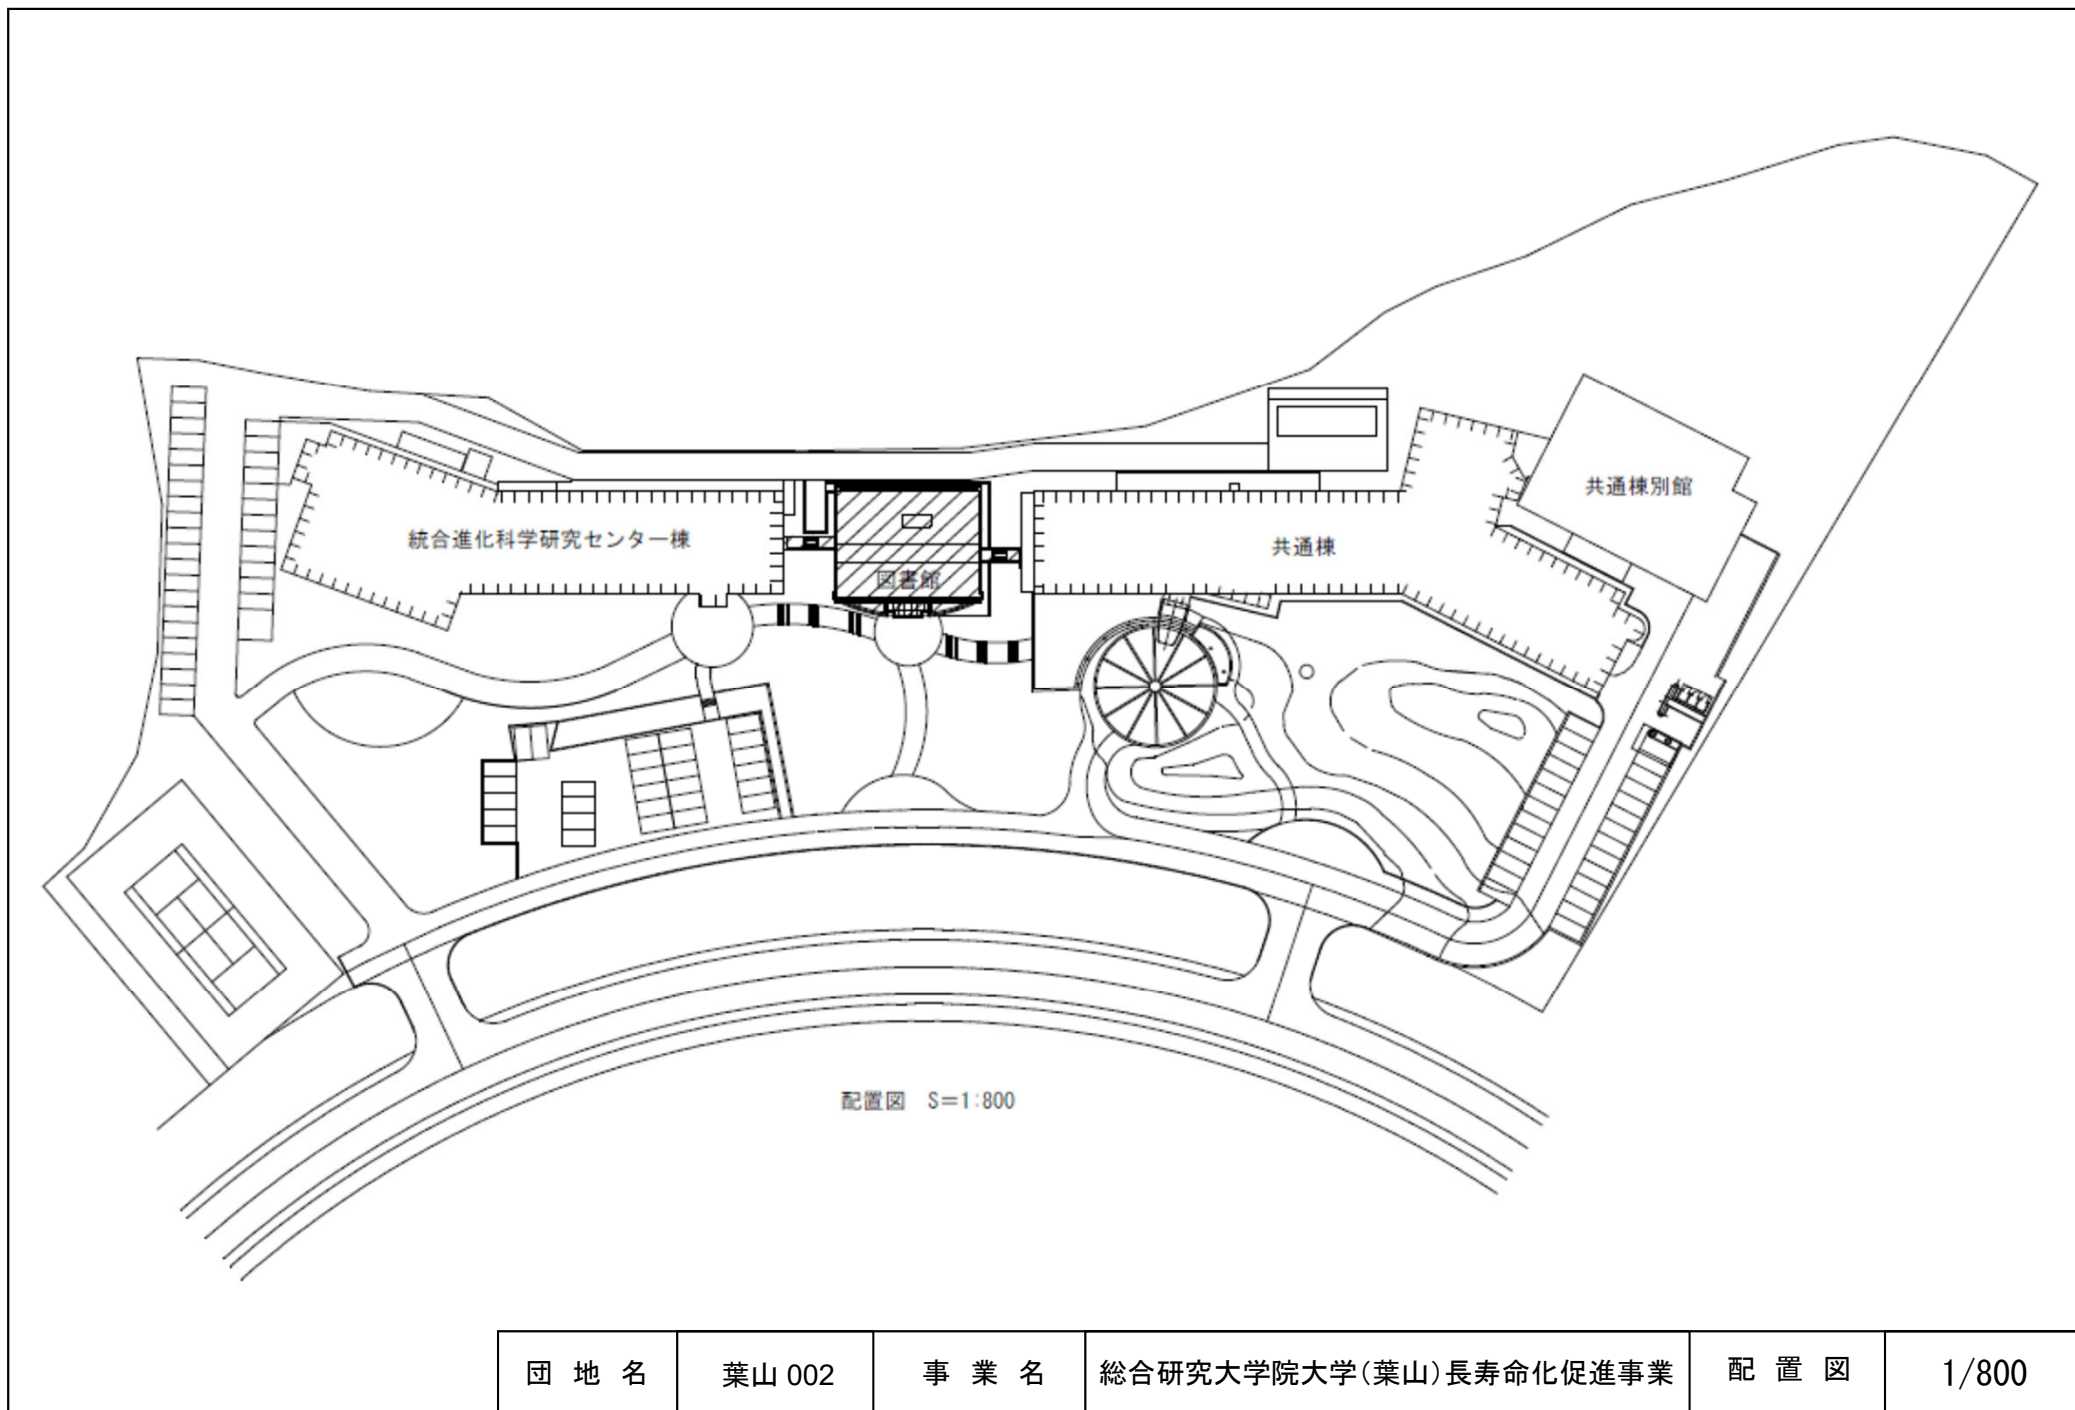 共通棟別館
統合進化科学研究センター棟
共通棟
図書館
配置図　S=1:800
団 地 名　葉山 002　事 業 名　総合研究大学院大学(葉山)長寿命化促進事業　配 置 図　1/800